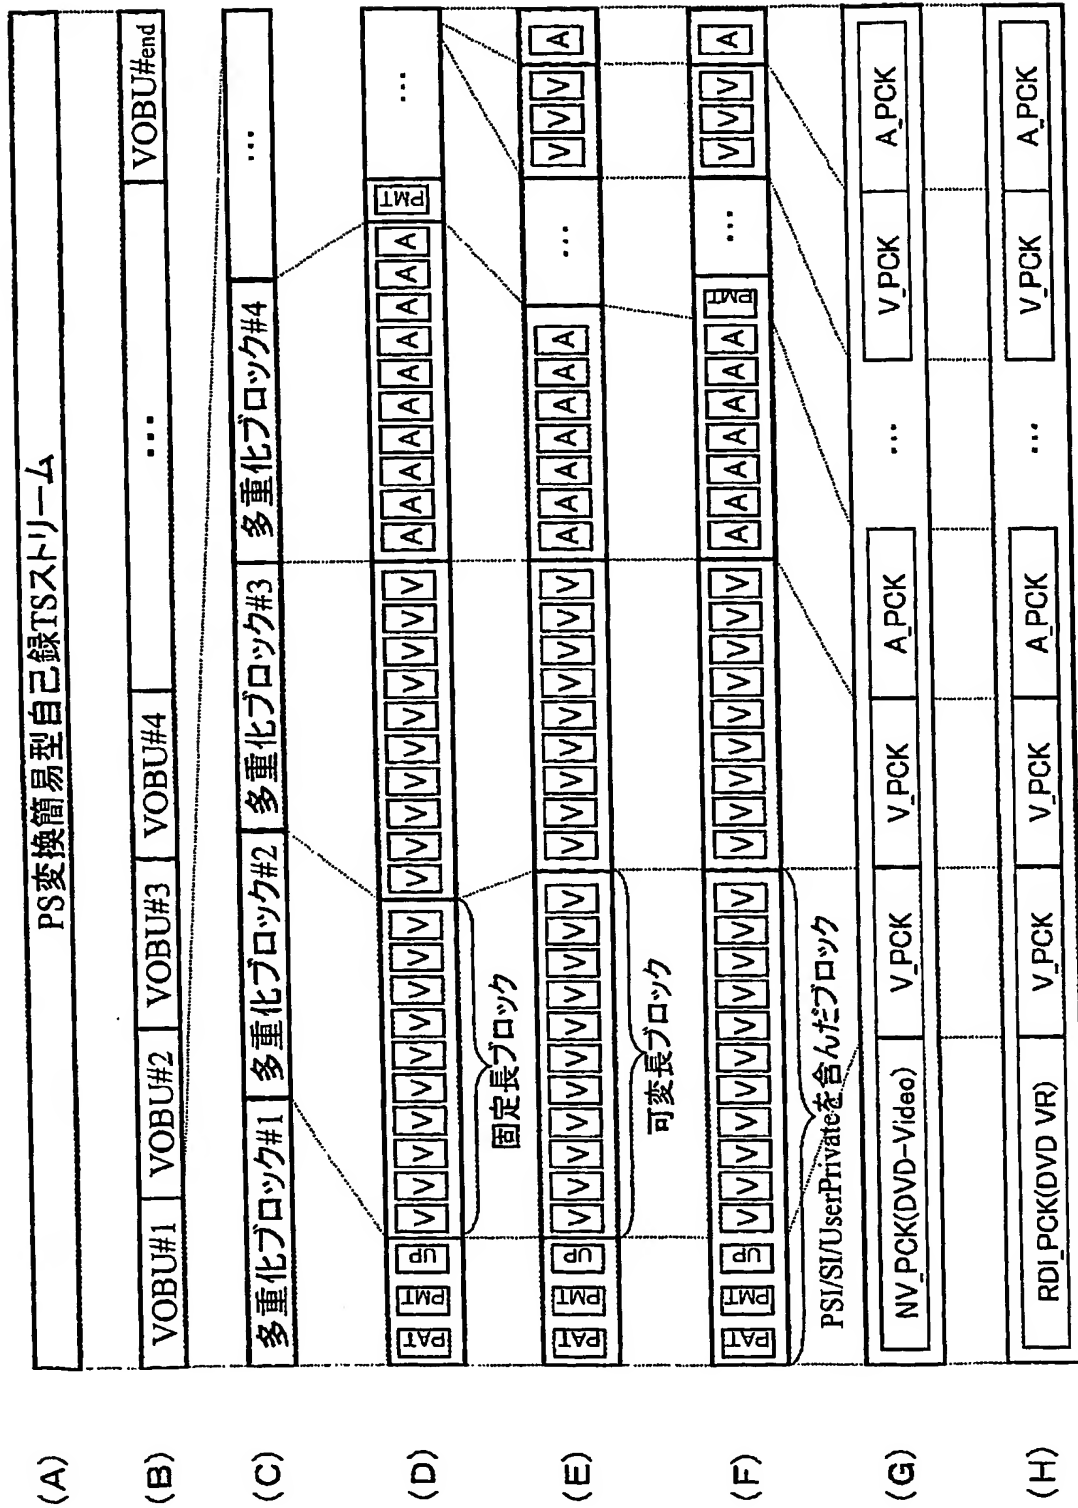 (A) PS変換簡易型自己録TSストリーム
(B) VOBU#1 VOBU#2 VOBU#3 VOBU#4 ... VOBU#end
(C) 多重化ブロック#1 多重化ブロック#2 多重化ブロック#3 多重化ブロック#4 ...
(D) PAT PMT UP V V V V V V V V V V V V V V V V V V V V A A A A A A A A A A PMT ...
固定長ブロック
(E) PAT PMT UP V V V V V V V V V V V V V V V V V V V V A A A A A A A ... V V V A
可変長ブロック
(F) PAT PMT UP V V V V V V V V V V V V V V V V V V V V A A A A A A A PMT ... V V V A
PSI/SI/UserPrivateを含んだブロック
(G) NV_PCK(DVD-Video) V_PCK V_PCK A_PCK ... V_PCK A_PCK
(H) RDI_PCK(DVD VR) V_PCK V_PCK A_PCK ... V_PCK A_PCK